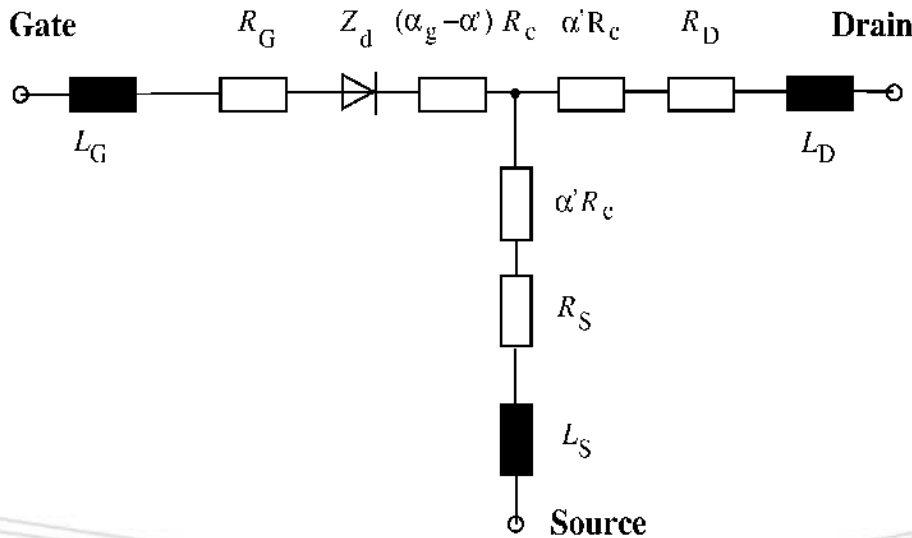 Gate R_G Z_d (α_g−α') R_c α'R_c R_D Drain
L_G L_D
α'R_c
R_S
L_S
Source